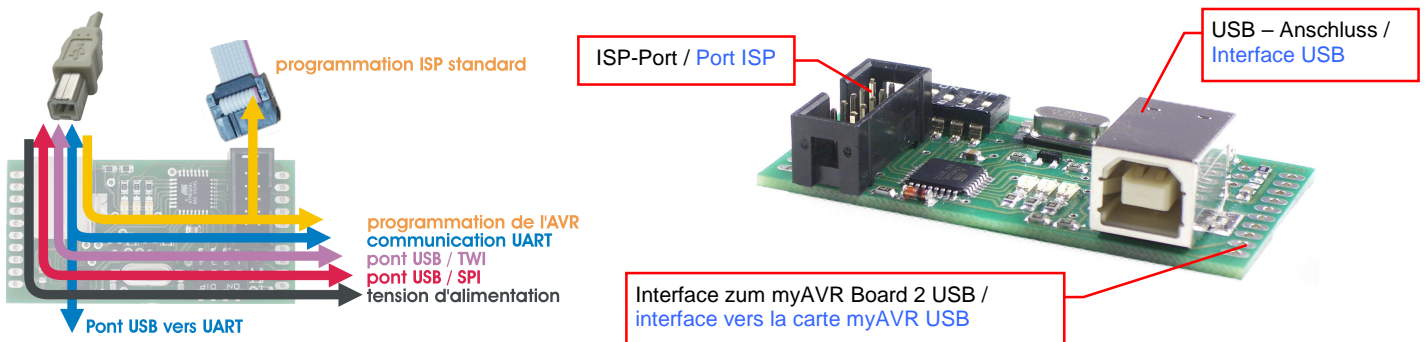 programmation ISP standard
programmation de l'AVR
communication UART
pont USB / TWI
pont USB / SPI
tension d'alimentation
Pont USB vers UART
ISP-Port / Port ISP
USB – Anschluss /
Interface USB
Interface zum myAVR Board 2 USB /
interface vers la carte myAVR USB